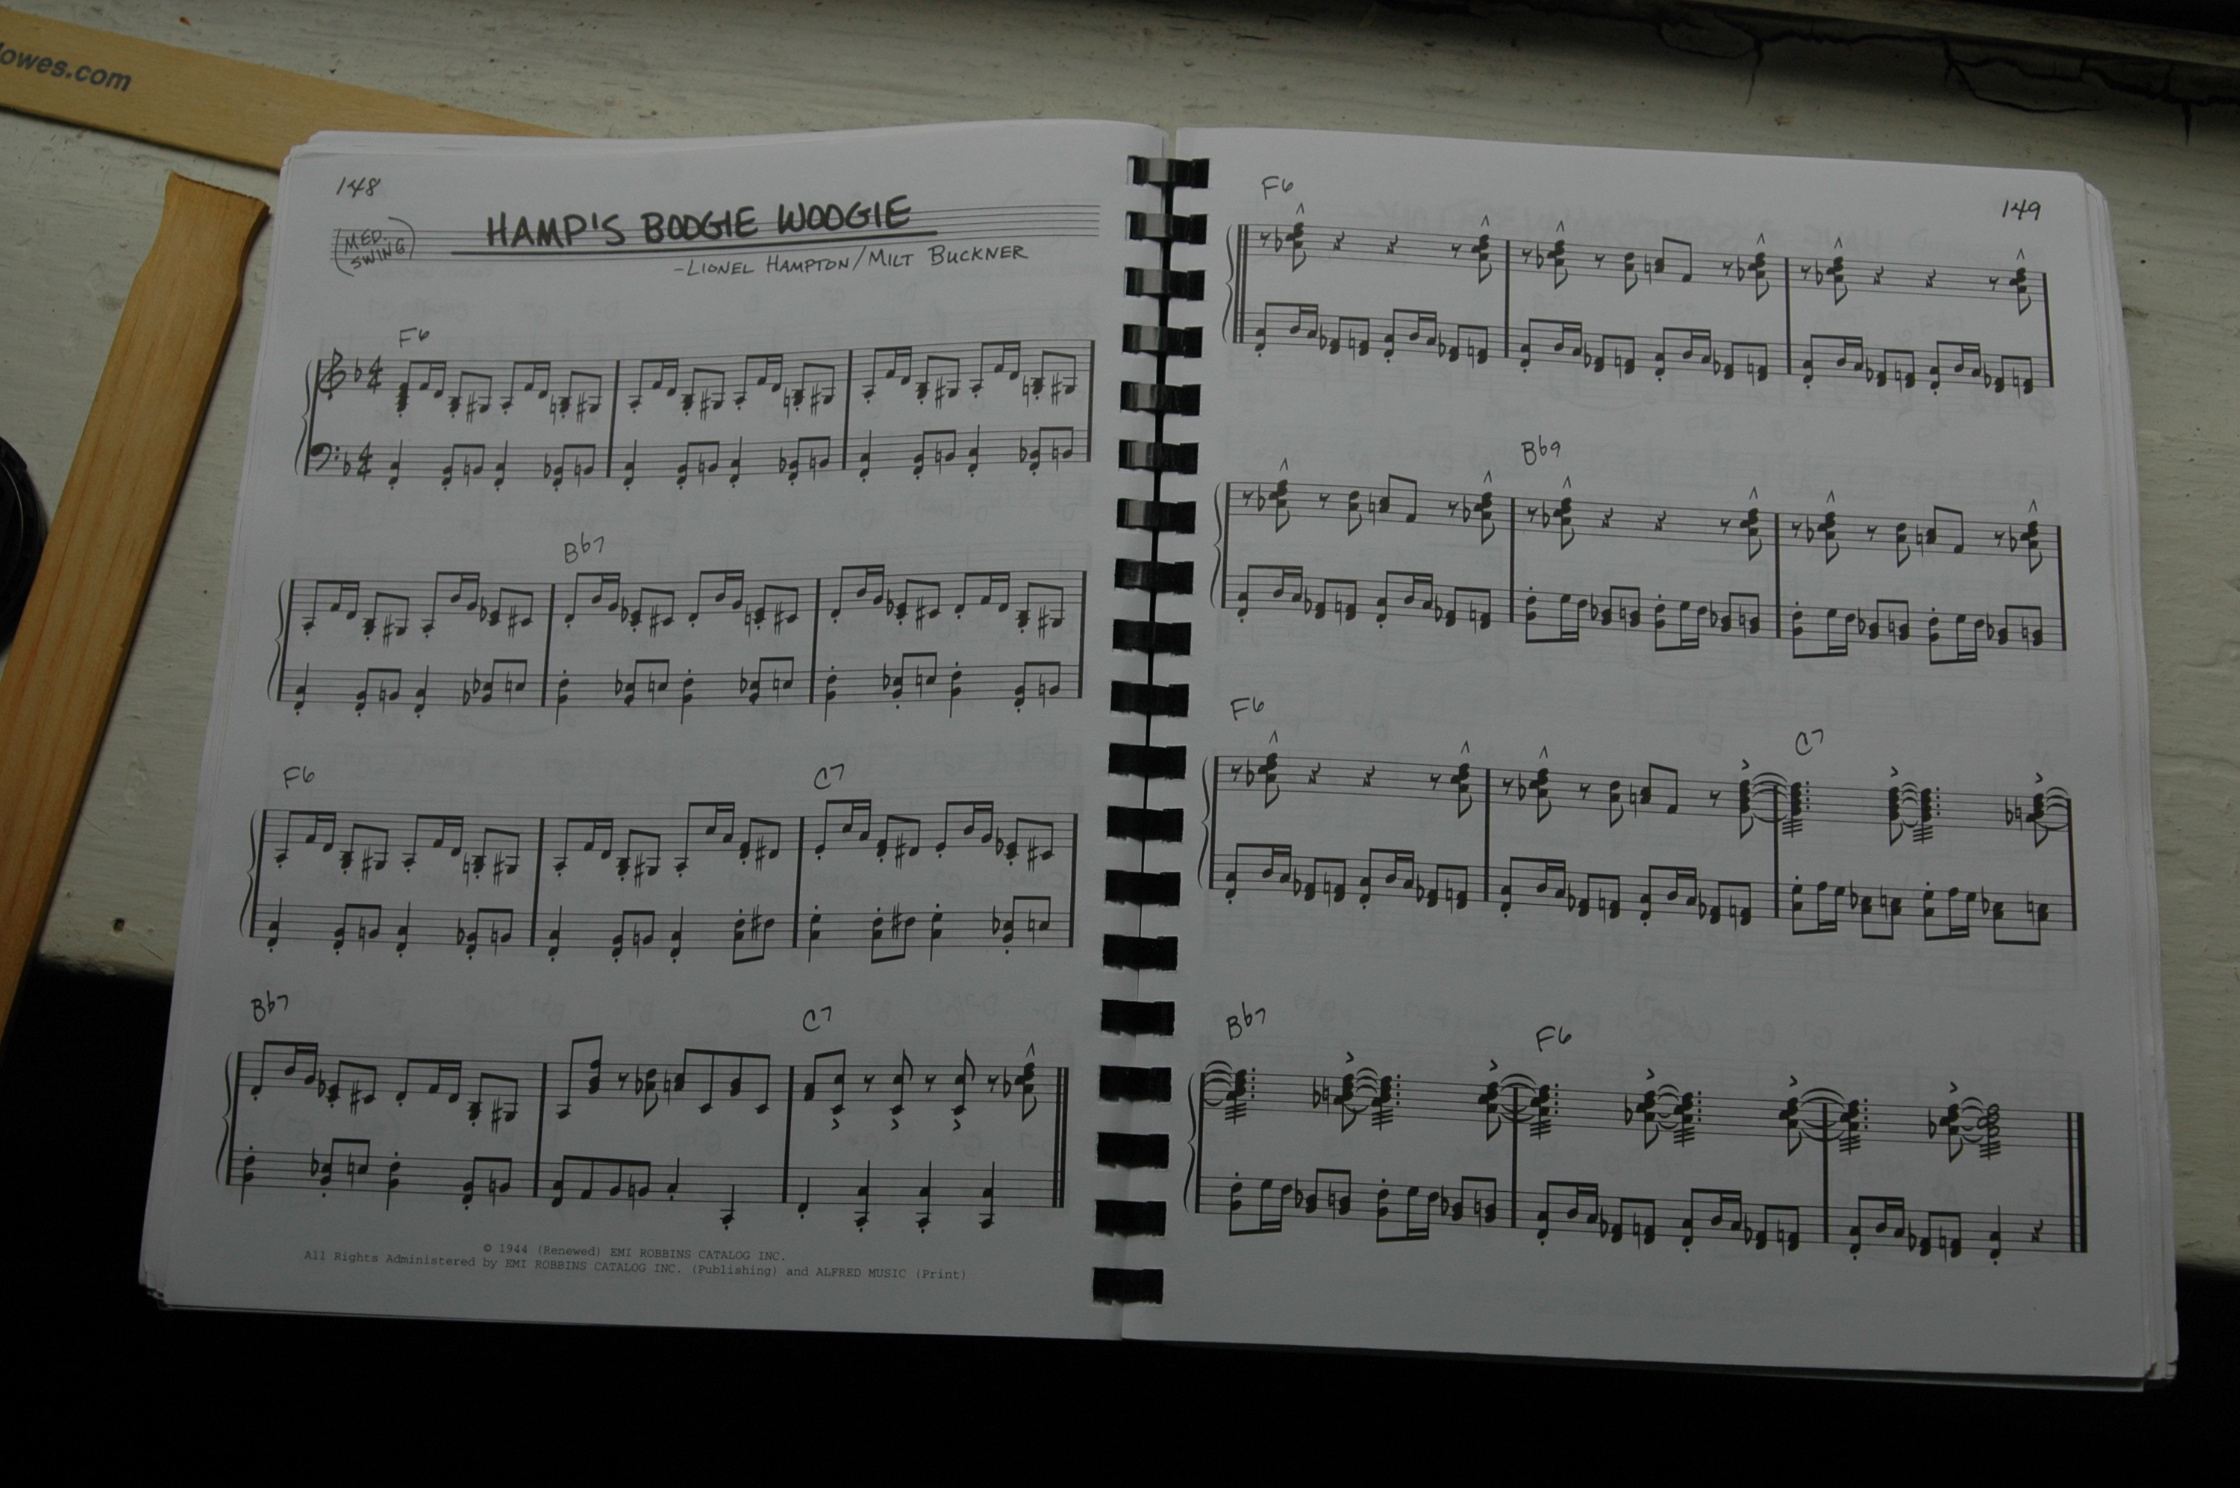 lowes.com
148
(MED. SWING)
HAMP'S BOOGIE WOOGIE
-LIONEL HAMPTON/MILT BUCKNER
F6
Bb7
F6 C7
Bb7 C7
© 1944 (Renewed) EMI ROBBINS CATALOG INC.
All Rights Administered by EMI ROBBINS CATALOG INC. (Publishing) and ALFRED MUSIC (Print)
149
F6
Bb9
F6 C7
Bb7 F6